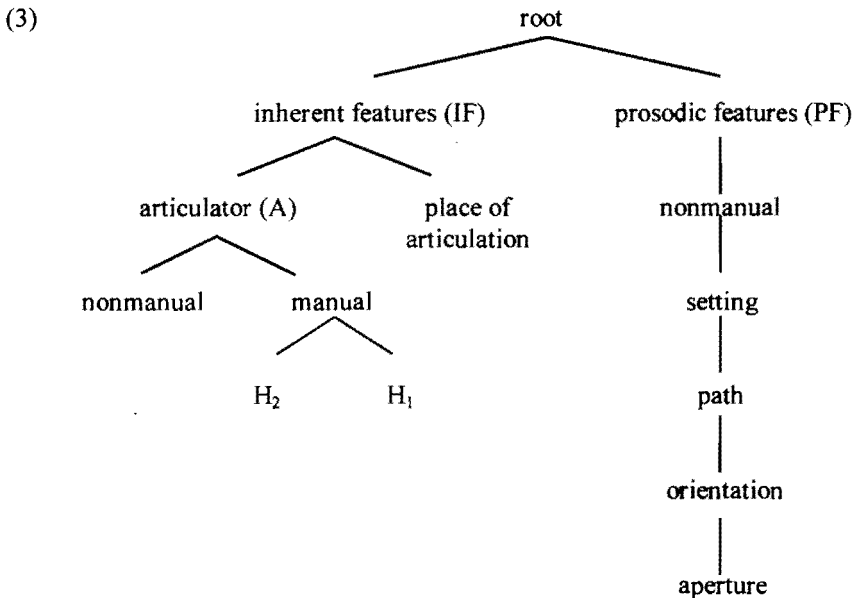 (3) root
inherent features (IF) prosodic features (PF)
articulator (A) place of articulation nonmanual
nonmanual manual setting
H₂ H₁ path
orientation
aperture